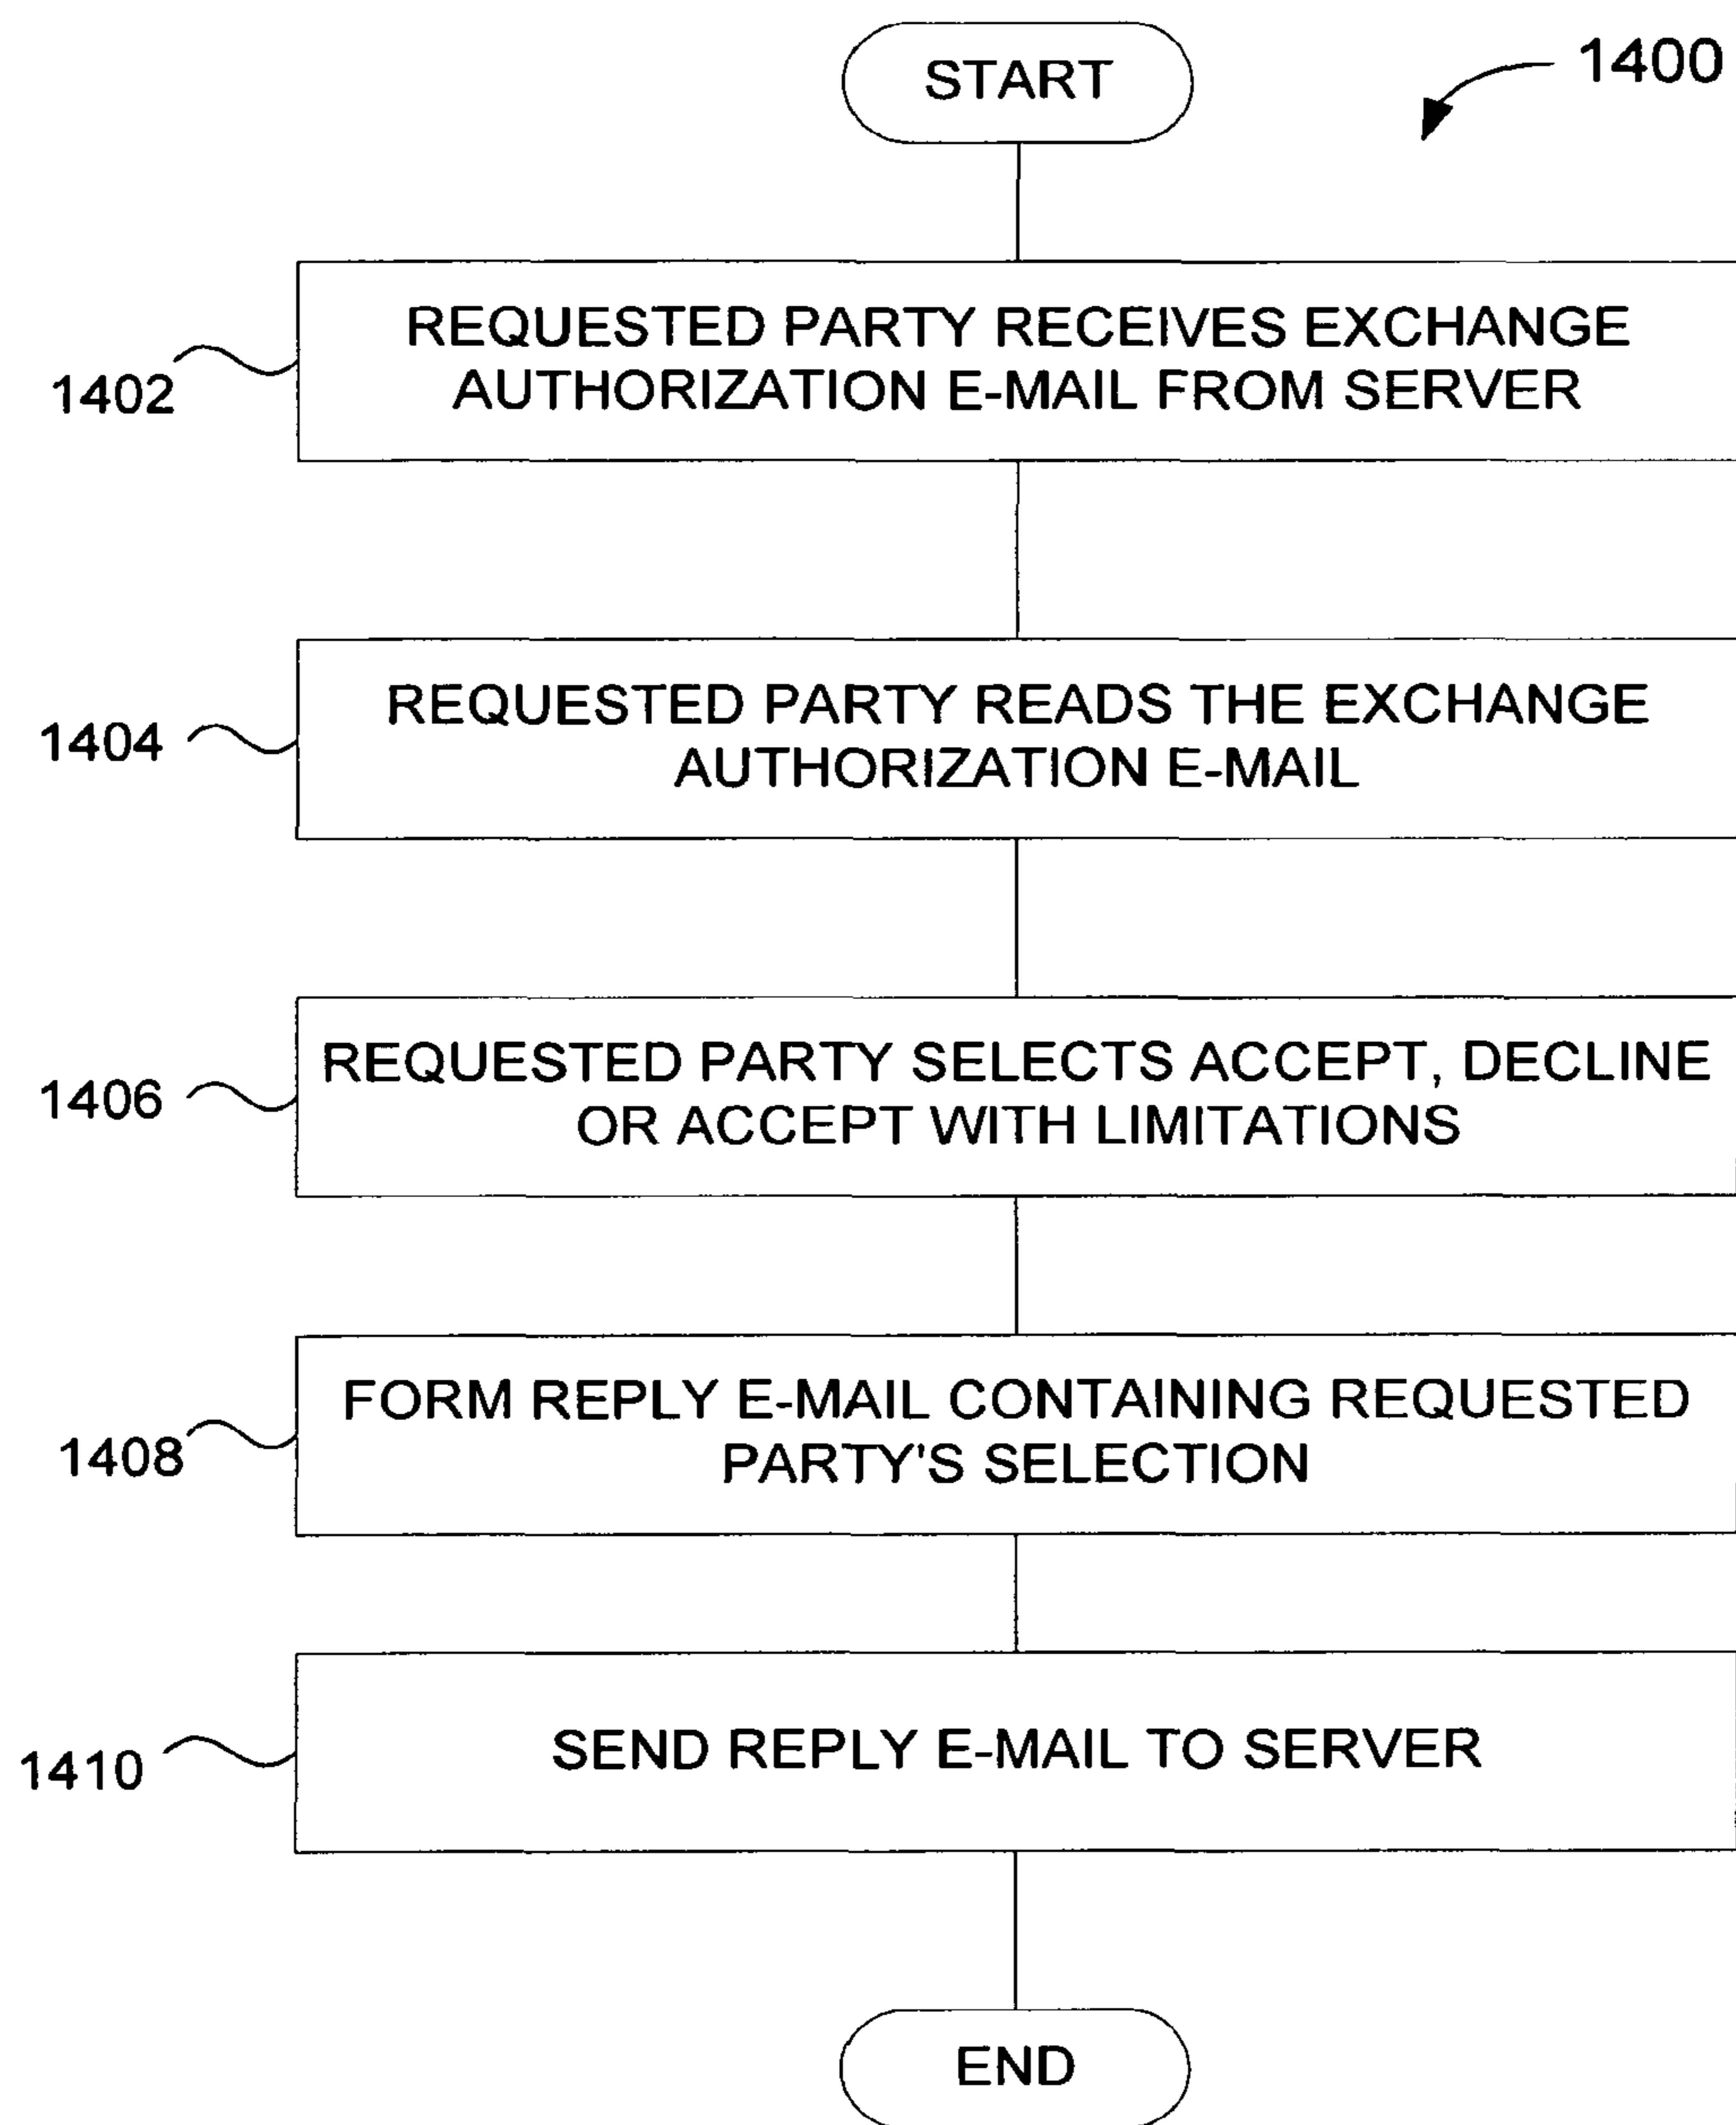 START
1400
REQUESTED PARTY RECEIVES EXCHANGE
AUTHORIZATION E-MAIL FROM SERVER
1402
REQUESTED PARTY READS THE EXCHANGE
AUTHORIZATION E-MAIL
1404
REQUESTED PARTY SELECTS ACCEPT, DECLINE
OR ACCEPT WITH LIMITATIONS
1406
FORM REPLY E-MAIL CONTAINING REQUESTED
PARTY'S SELECTION
1408
SEND REPLY E-MAIL TO SERVER
1410
END